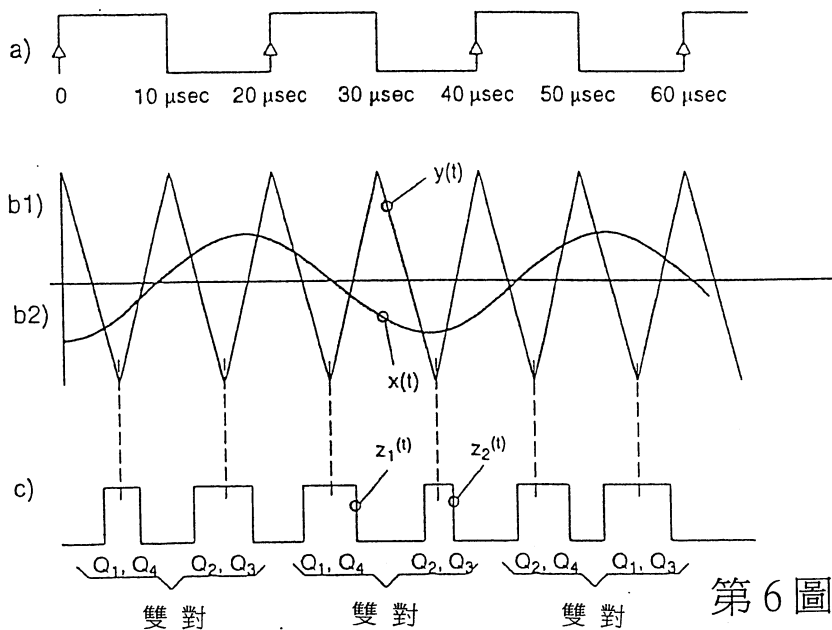 a)
0 10 μsec 20 μsec 30 μsec 40 μsec 50 μsec 60 μsec
b1)
y(t)
b2)
x(t)
z₁(t) z₂(t)
c)
Q₁, Q₄ Q₂, Q₃ Q₁, Q₄ Q₂, Q₃ Q₂, Q₄ Q₁, Q₃
雙對 雙對 雙對
第6圖